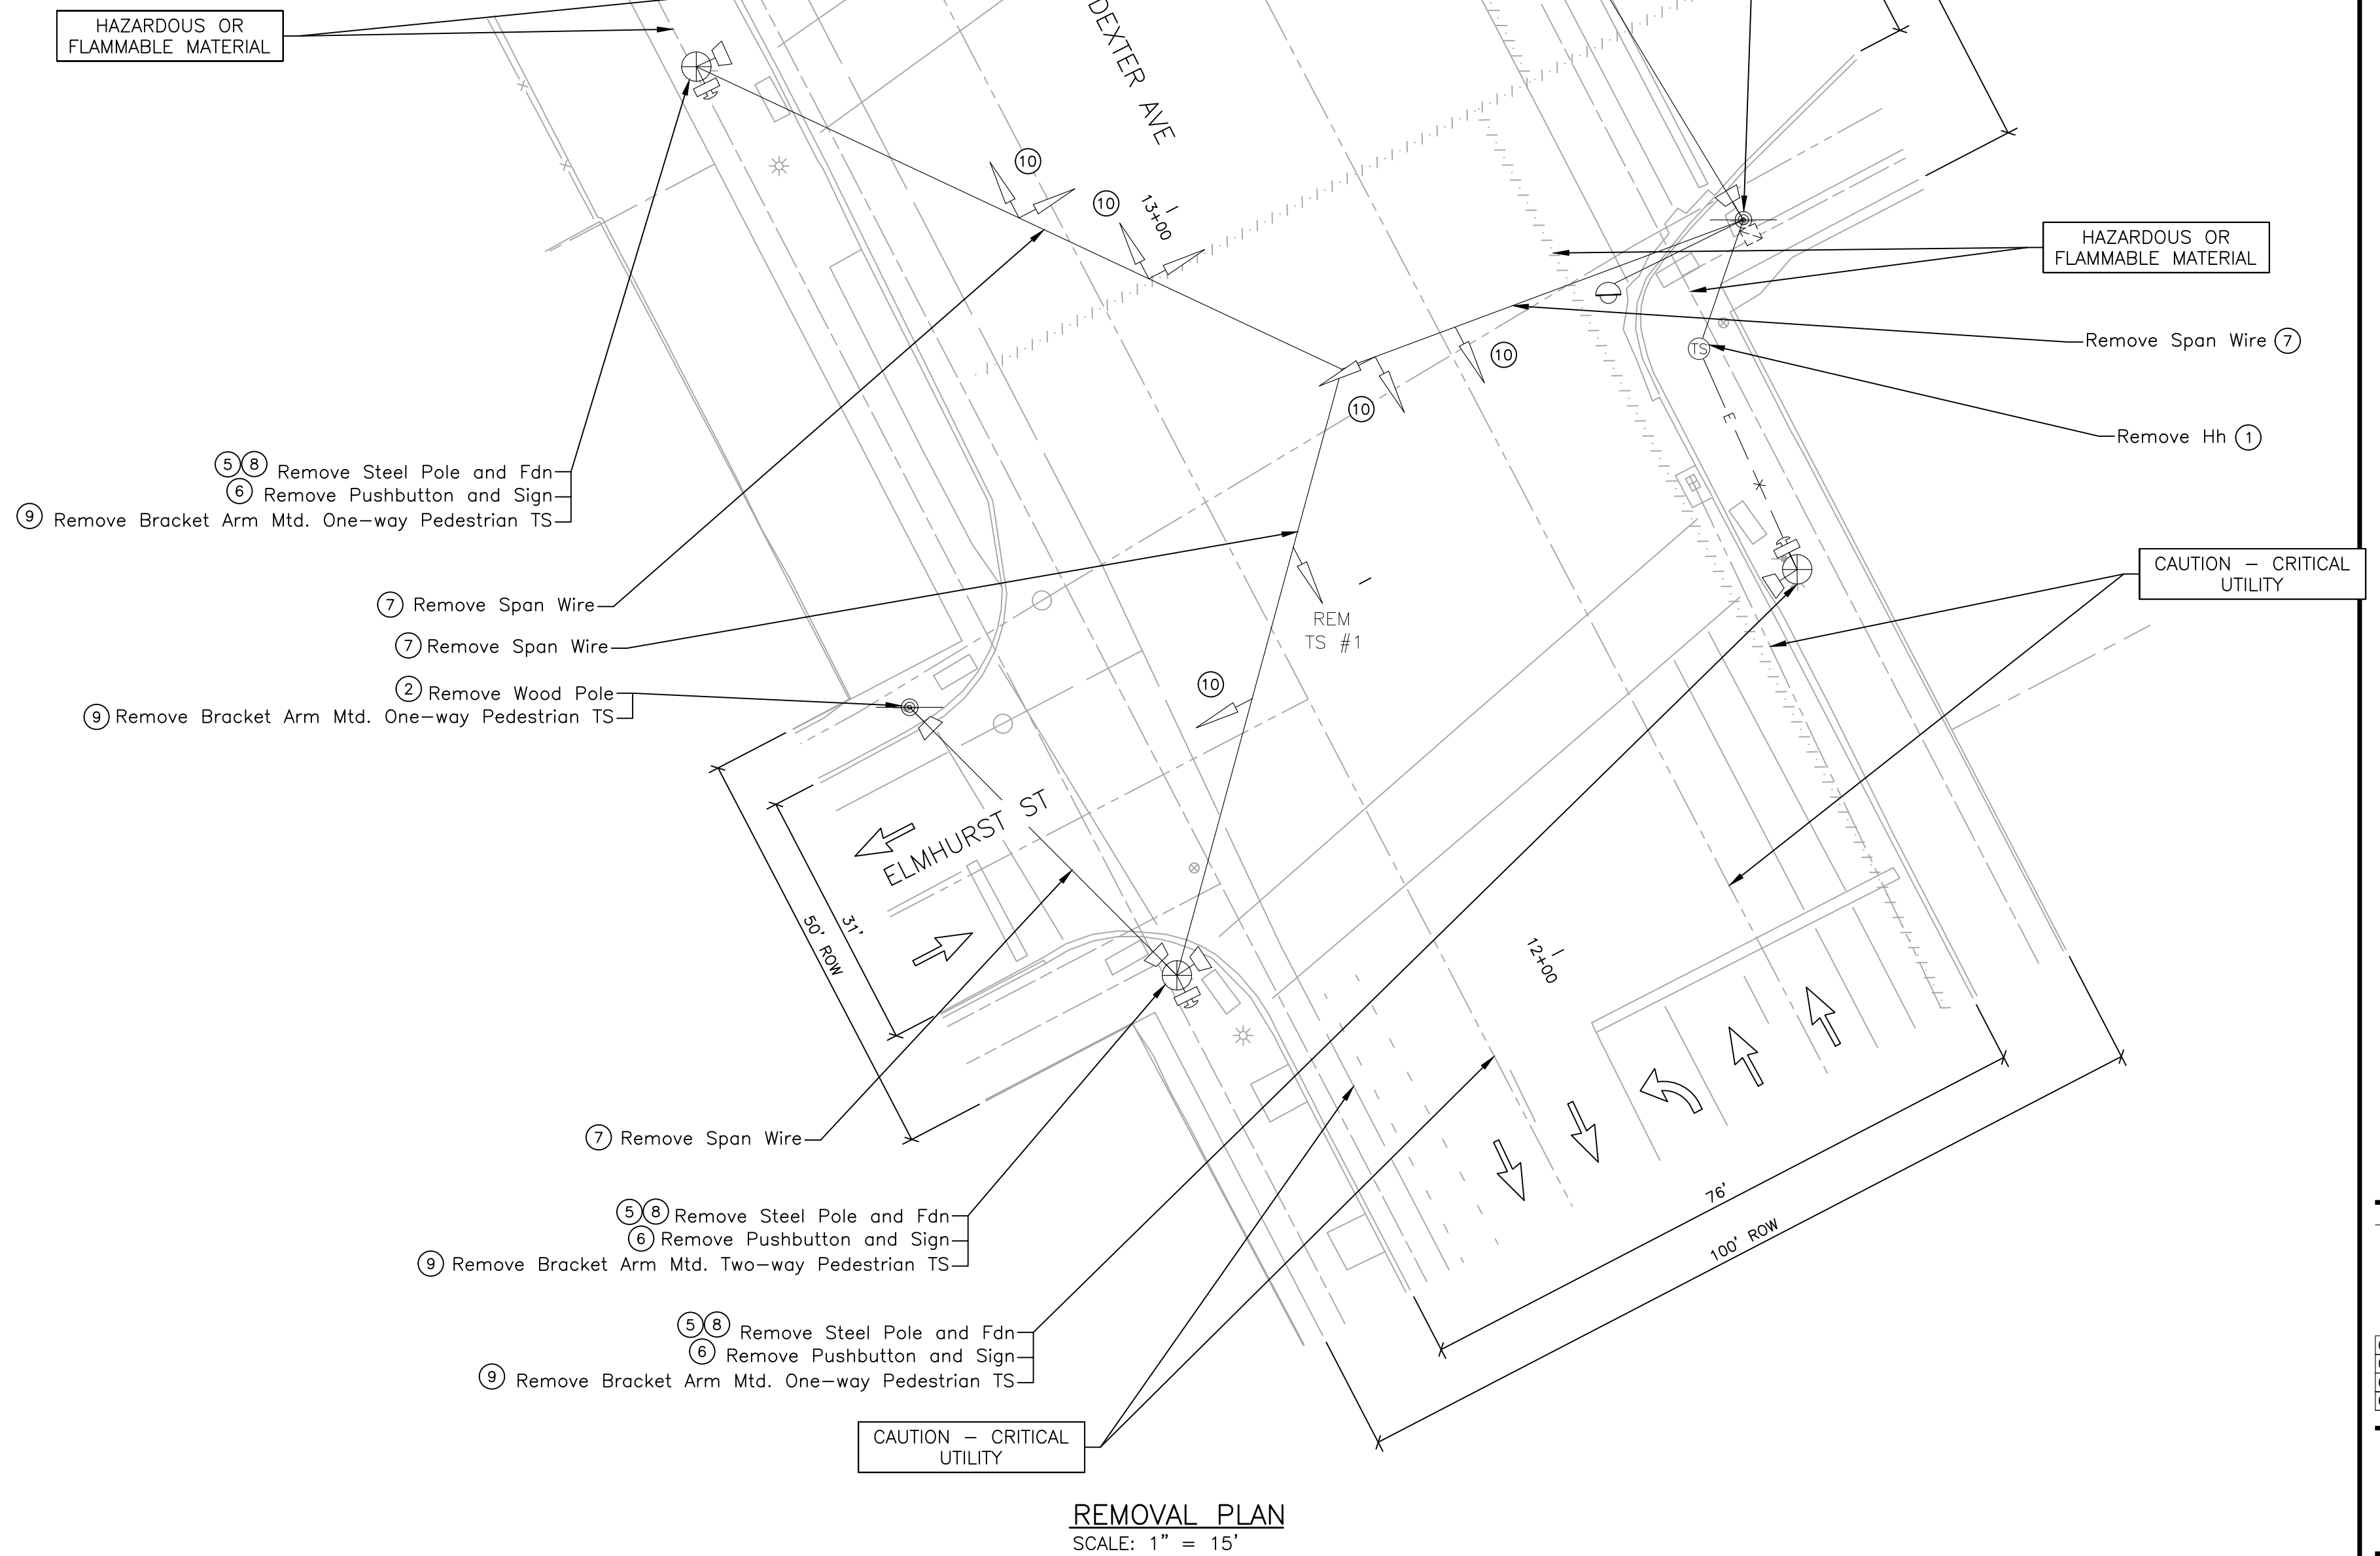 HAZARDOUS OR
FLAMMABLE MATERIAL
DEXTER AVE
10
10
13+00
HAZARDOUS OR
FLAMMABLE MATERIAL
Remove Span Wire 7
TS
10
10
E
Remove Hh 1
5 8 Remove Steel Pole and Fdn
6 Remove Pushbutton and Sign
9 Remove Bracket Arm Mtd. One-way Pedestrian TS
CAUTION - CRITICAL
UTILITY
7 Remove Span Wire
REM
TS #1
7 Remove Span Wire
10
2 Remove Wood Pole
9 Remove Bracket Arm Mtd. One-way Pedestrian TS
ELMHURST ST
31'
50' ROW
12+00
7 Remove Span Wire
76'
100' ROW
5 8 Remove Steel Pole and Fdn
6 Remove Pushbutton and Sign
9 Remove Bracket Arm Mtd. Two-way Pedestrian TS
5 8 Remove Steel Pole and Fdn
6 Remove Pushbutton and Sign
9 Remove Bracket Arm Mtd. One-way Pedestrian TS
CAUTION - CRITICAL
UTILITY
REMOVAL PLAN
SCALE: 1" = 15'